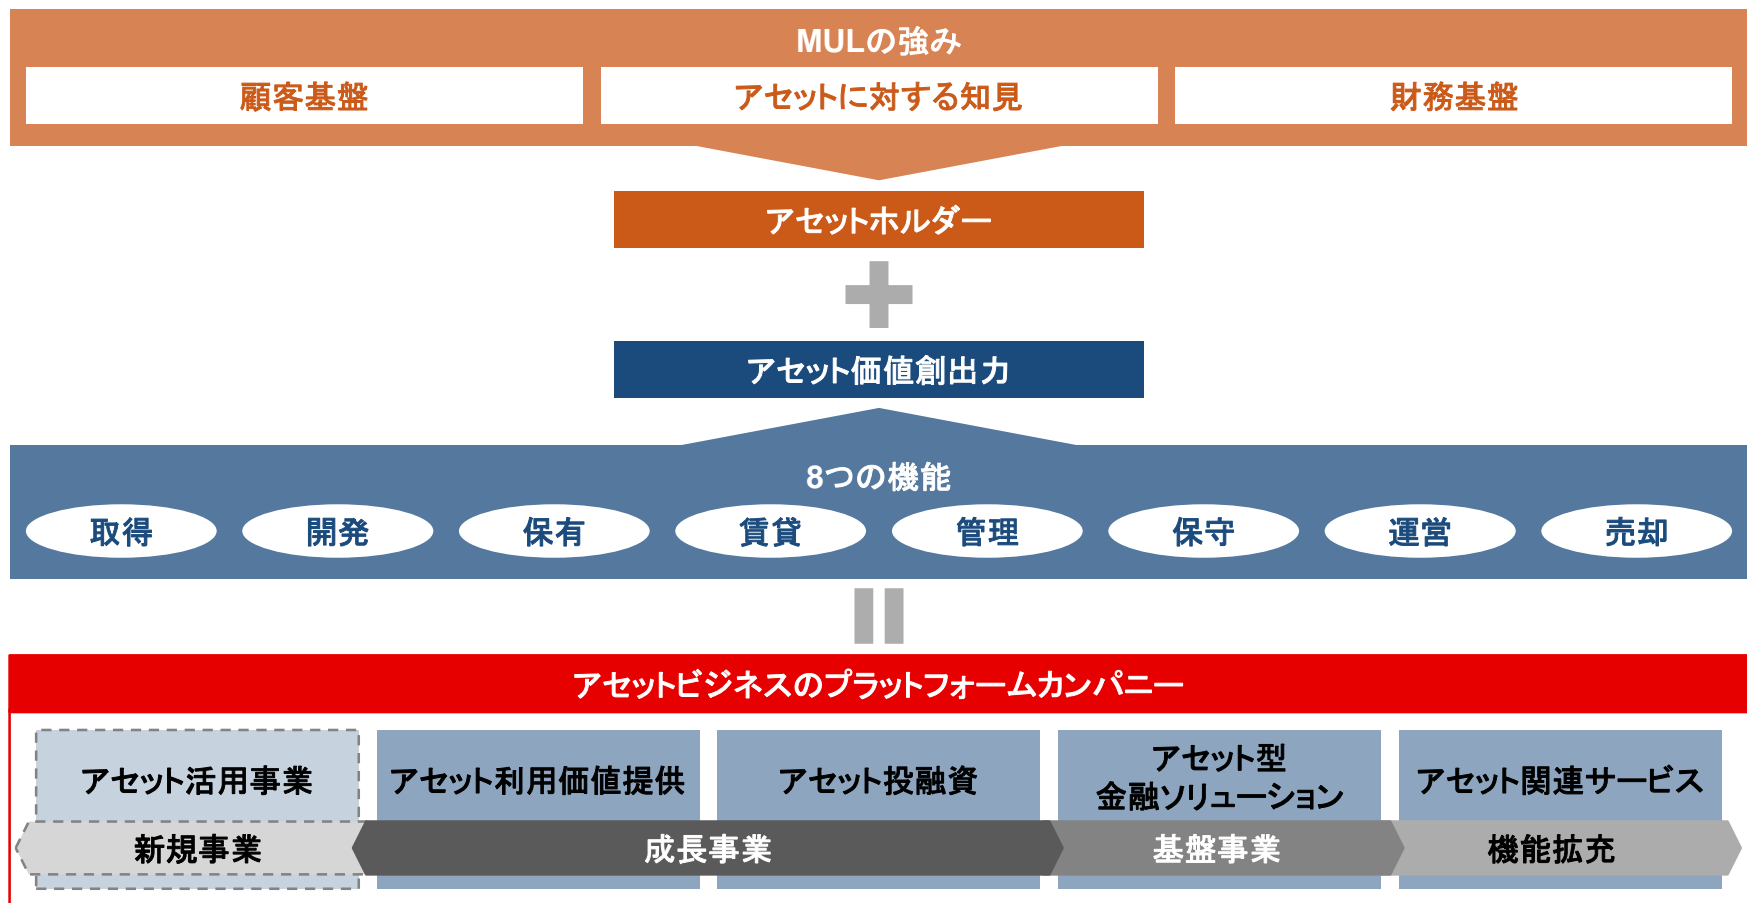 MULの強み
顧客基盤
アセットに対する知見
財務基盤
アセットホルダー
アセット価値創出力
8つの機能
取得
開発
保有
賃貸
管理
保守
運営
売却
アセットビジネスのプラットフォームカンパニー
アセット活用事業
アセット利用価値提供
アセット投融資
アセット型
金融ソリューション
アセット関連サービス
新規事業
成長事業
基盤事業
機能拡充